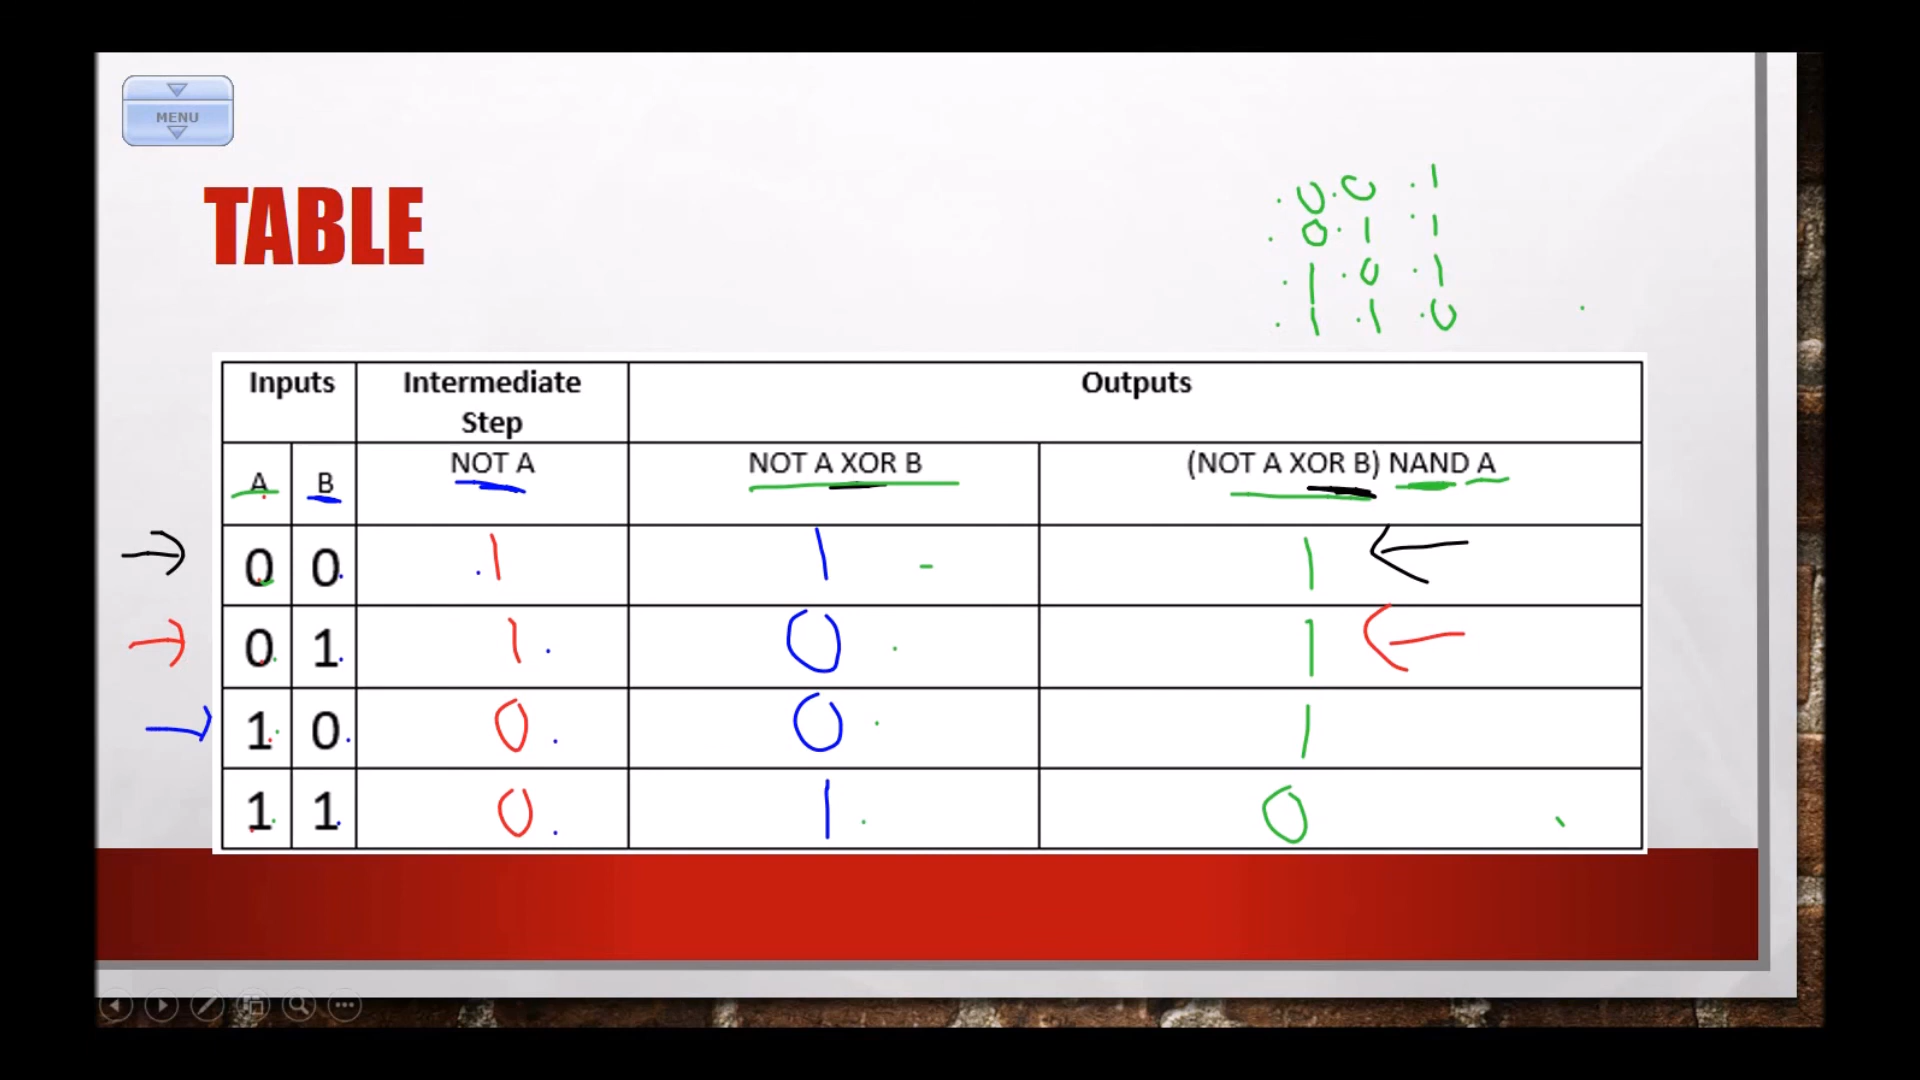 MENU
TABLE
0 0 1
0 1 1
1 0 1
1 1 0
Inputs Intermediate Step Outputs
A B NOT A NOT A XOR B (NOT A XOR B) NAND A
0 0 1 1 1
0 1 1 0 1
1 0 0 0 1
1 1 0 1 0